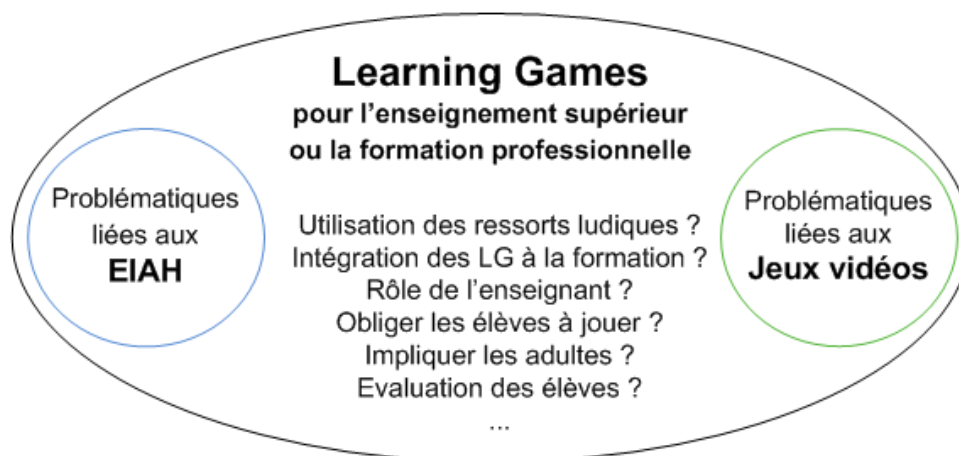 Learning Games
pour l'enseignement supérieur
ou la formation professionnelle
Problématiques
liées aux
EIAH
Utilisation des ressorts ludiques ?
Intégration des LG à la formation ?
Rôle de l'enseignant ?
Obliger les élèves à jouer ?
Impliquer les adultes ?
Evaluation des élèves ?
...
Problématiques
liées aux
Jeux vidéos